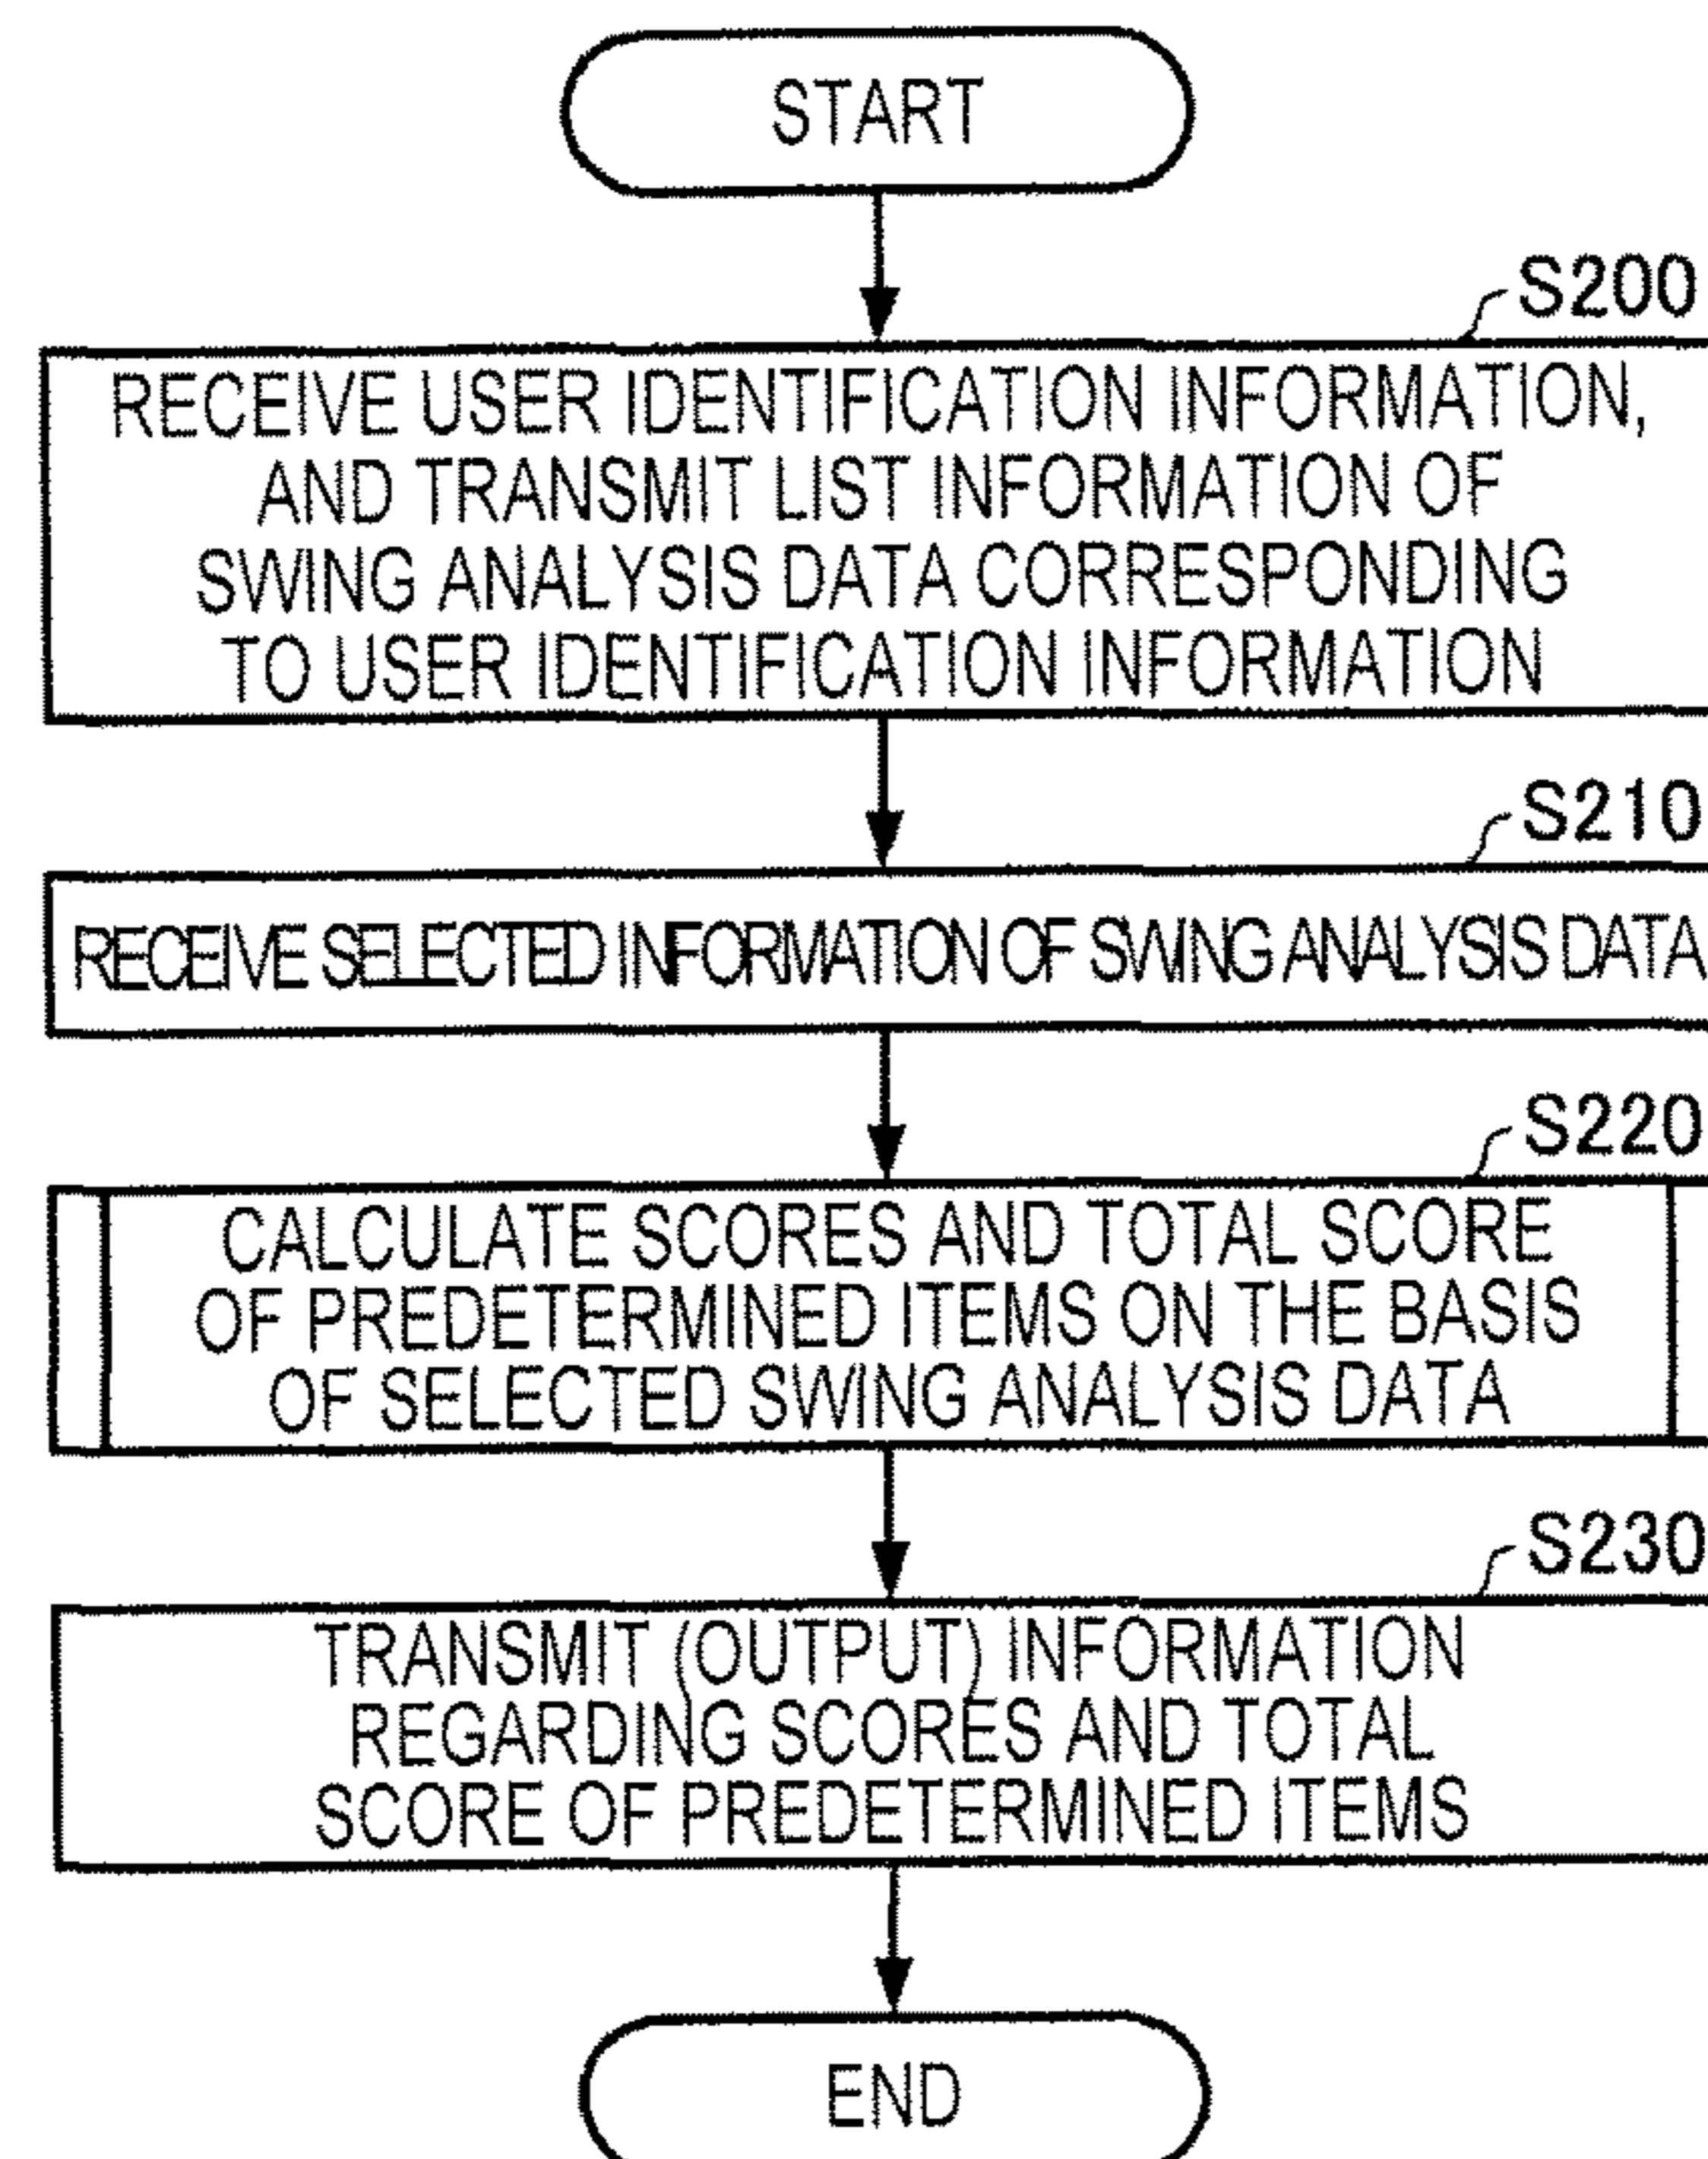 START
S200
RECEIVE USER IDENTIFICATION INFORMATION,
AND TRANSMIT LIST INFORMATION OF
SWING ANALYSIS DATA CORRESPONDING
TO USER IDENTIFICATION INFORMATION
S210
RECEIVE SELECTED INFORMATION OF SWING ANALYSIS DATA
S220
CALCULATE SCORES AND TOTAL SCORE
OF PREDETERMINED ITEMS ON THE BASIS
OF SELECTED SWING ANALYSIS DATA
S230
TRANSMIT (OUTPUT) INFORMATION
REGARDING SCORES AND TOTAL
SCORE OF PREDETERMINED ITEMS
END